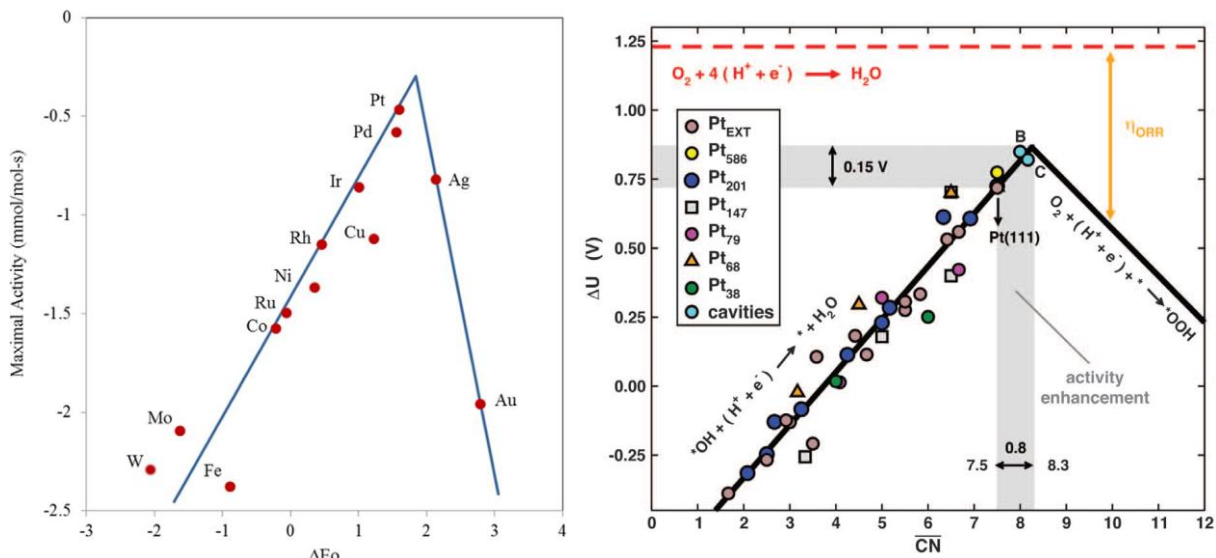 Maximal Activity (mmol/mol-s)
0
-0.5
-1
-1.5
-2
-2.5
-3
-2
-1
0
1
2
3
4
Pt
Pd
Ag
Ir
Cu
Rh
Ni
Ru
Co
Mo
Au
W
Fe
ΔEo
ΔU (V)
1.25
1.00
0.75
0.50
0.25
0.00
-0.25
0 1 2 3 4 5 6 7 8 9 10 11 12
CN
O2 + 4 ( H+ + e- ) → H2O
PtEXT
Pt586
Pt201
Pt147
Pt79
Pt68
Pt38
cavities
0.15 V
B
C
ηORR
Pt(111)
O2 + (H+ + e-) + * → *OOH
*OH + (H+ + e-) → * + H2O
activity
enhancement
0.8
7.5 8.3